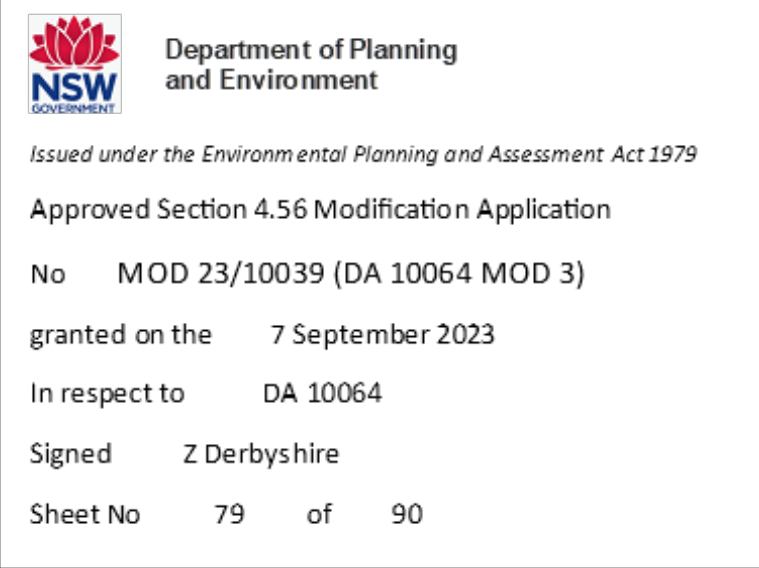 NSW
GOVERNMENT
Department of Planning
and Environment
Issued under the Environmental Planning and Assessment Act 1979
Approved Section 4.56 Modification Application
No MOD 23/10039 (DA 10064 MOD 3)
granted on the 7 September 2023
In respect to DA 10064
Signed Z Derbyshire
Sheet No 79 of 90